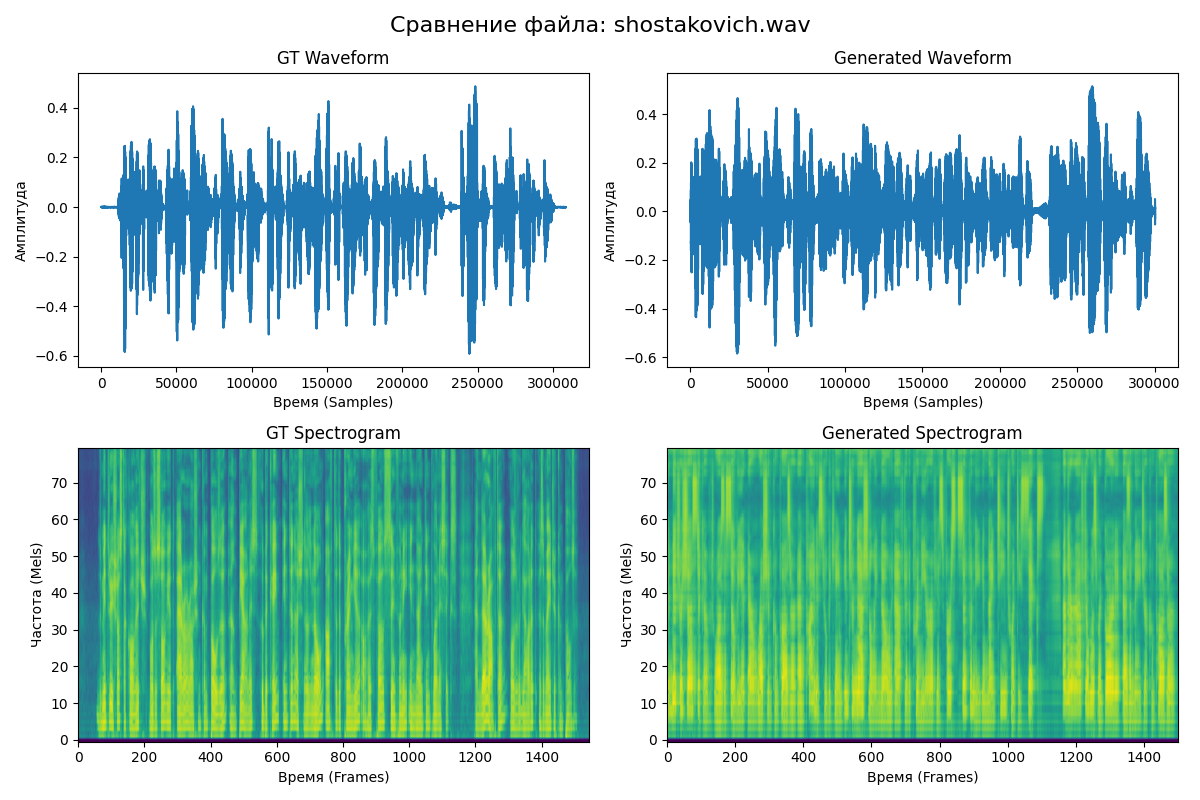 Сравнение файла: shostakovich.wav
GT Waveform
Амплитуда
0.4
0.2
0.0
−0.2
−0.4
−0.6
0 50000 100000 150000 200000 250000 300000
Время (Samples)
Generated Waveform
Амплитуда
0.4
0.2
0.0
−0.2
−0.4
−0.6
0 50000 100000 150000 200000 250000 300000
Время (Samples)
GT Spectrogram
Частота (Mels)
70
60
50
40
30
20
10
0
0 200 400 600 800 1000 1200 1400
Время (Frames)
Generated Spectrogram
Частота (Mels)
70
60
50
40
30
20
10
0
0 200 400 600 800 1000 1200 1400
Время (Frames)